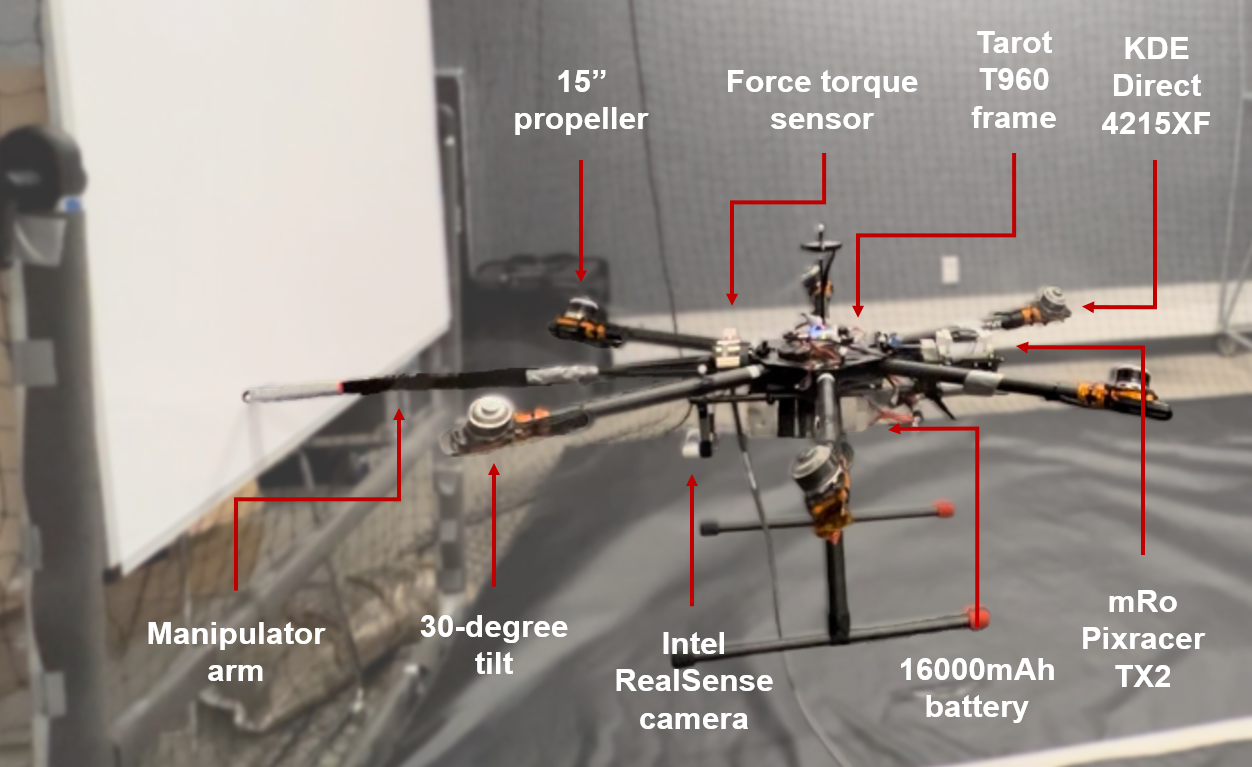 15”
propeller
Force torque
sensor
Tarot
T960
frame
KDE
Direct
4215XF
Manipulator
arm
30-degree
tilt
Intel
RealSense
camera
16000mAh
battery
mRo
Pixracer
TX2